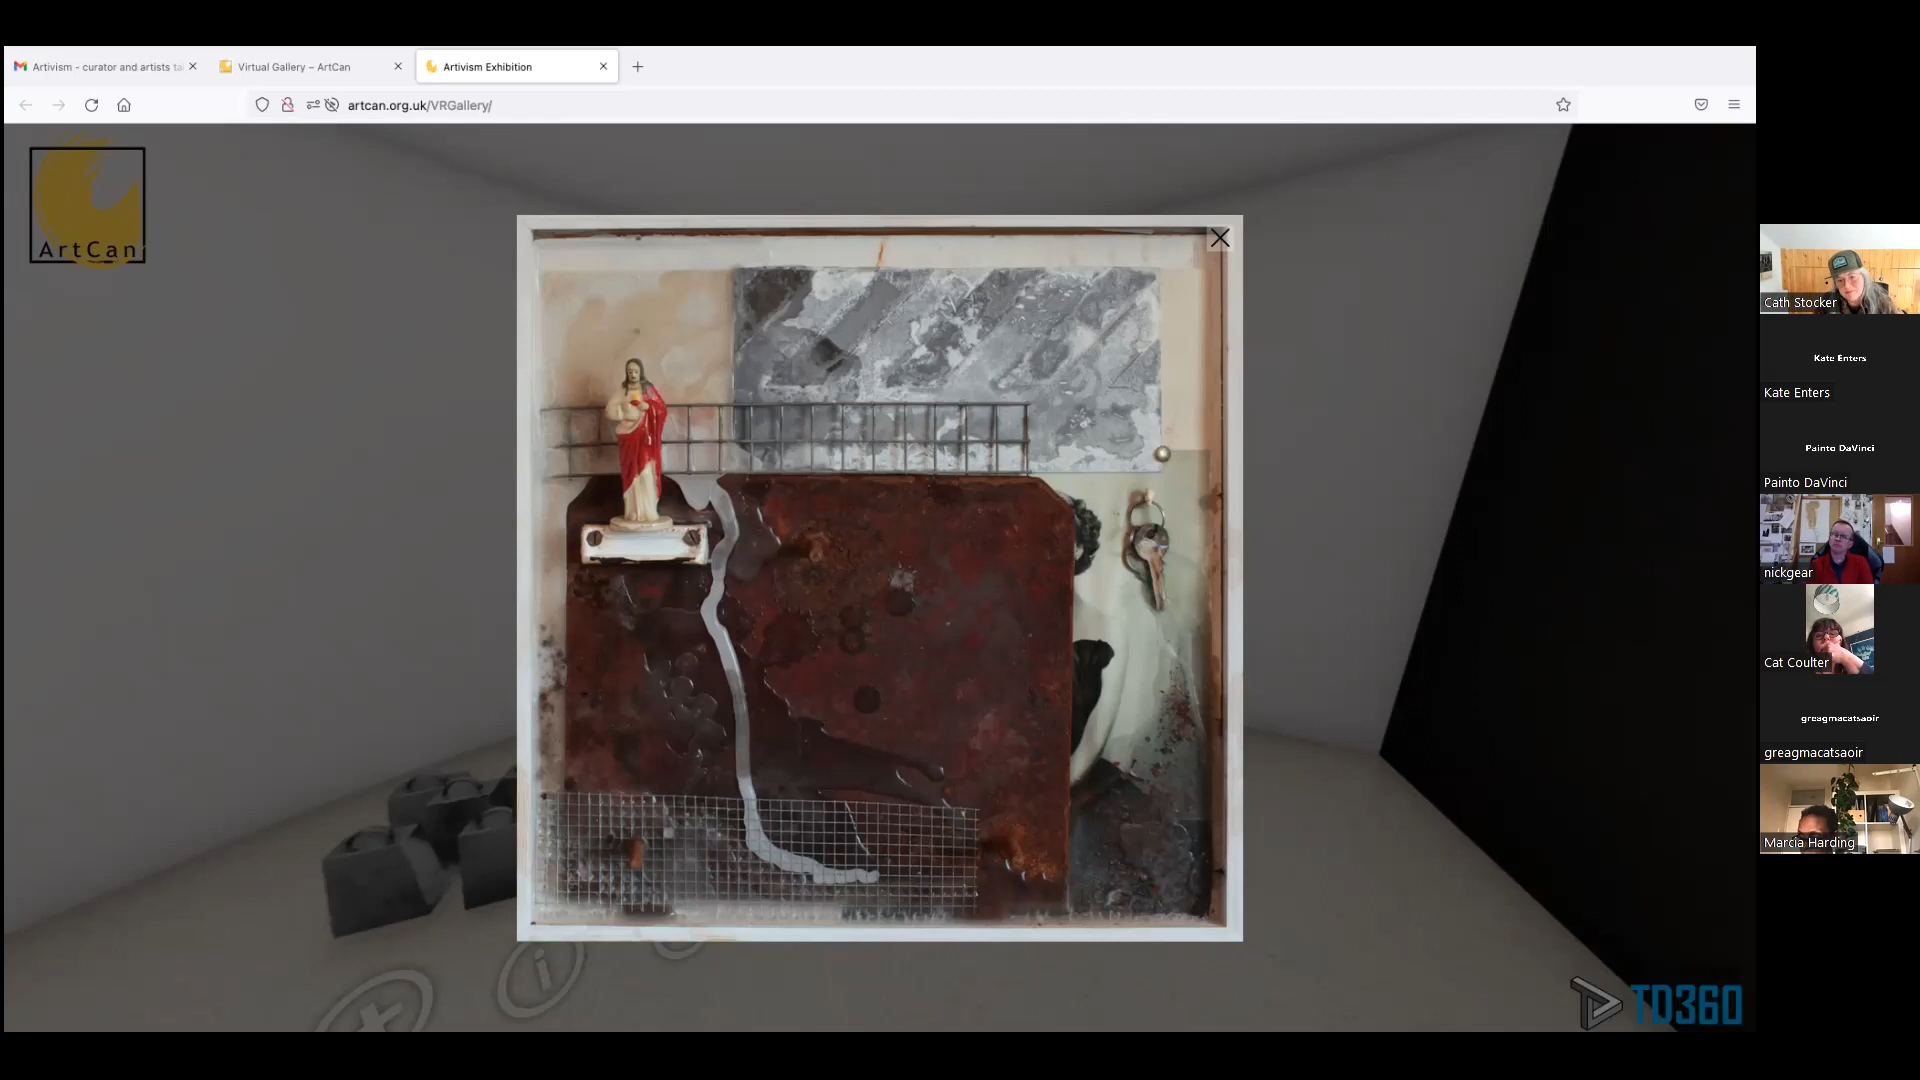 Artivism - curator and artists ta
Virtual Gallery – ArtCan
Artivism Exhibition
artcan.org.uk/VRGallery/
ArtCan
Cath Stocker
Kate Enters
Kate Enters
Painto DaVinci
Painto DaVinci
nickgear
Cat Coulter
greagmacatsaoir
greagmacatsaoir
Marcia Harding
TD360